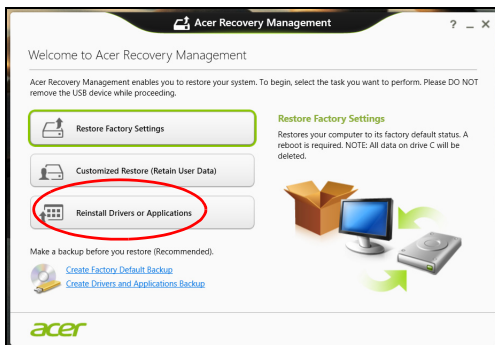 Acer Recovery Management
? _ ×
Welcome to Acer Recovery Management
Acer Recovery Management enables you to restore your system. To begin, select the task you want to perform. Please DO NOT
remove the USB device while proceeding.
Restore Factory Settings
Customized Restore (Retain User Data)
Reinstall Drivers or Applications
Restore Factory Settings
Restores your computer to its factory default status. A
reboot is required. NOTE: All data on drive C will be
deleted.
Make a backup before you restore (Recommended).
Create Factory Default Backup
Create Drivers and Applications Backup
acer